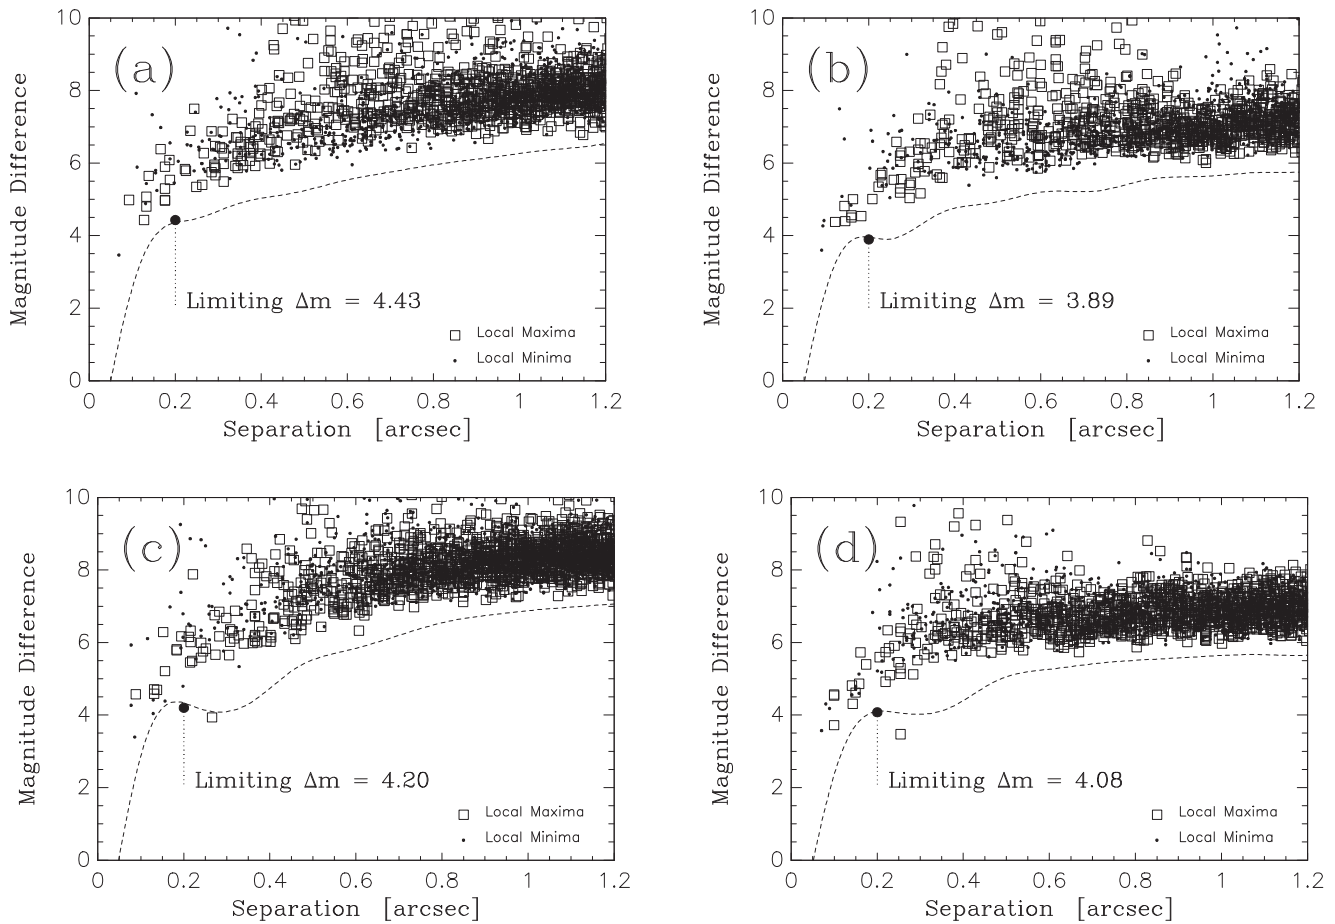 (a)
Magnitude Difference
10
8
6
4
2
0
Limiting Δm = 4.43
Local Maxima
Local Minima
0 0.2 0.4 0.6 0.8 1 1.2
Separation [arcsec]
(b)
Magnitude Difference
10
8
6
4
2
0
Limiting Δm = 3.89
Local Maxima
Local Minima
0 0.2 0.4 0.6 0.8 1 1.2
Separation [arcsec]
(c)
Magnitude Difference
10
8
6
4
2
0
Limiting Δm = 4.20
Local Maxima
Local Minima
0 0.2 0.4 0.6 0.8 1 1.2
Separation [arcsec]
(d)
Magnitude Difference
10
8
6
4
2
0
Limiting Δm = 4.08
Local Maxima
Local Minima
0 0.2 0.4 0.6 0.8 1 1.2
Separation [arcsec]